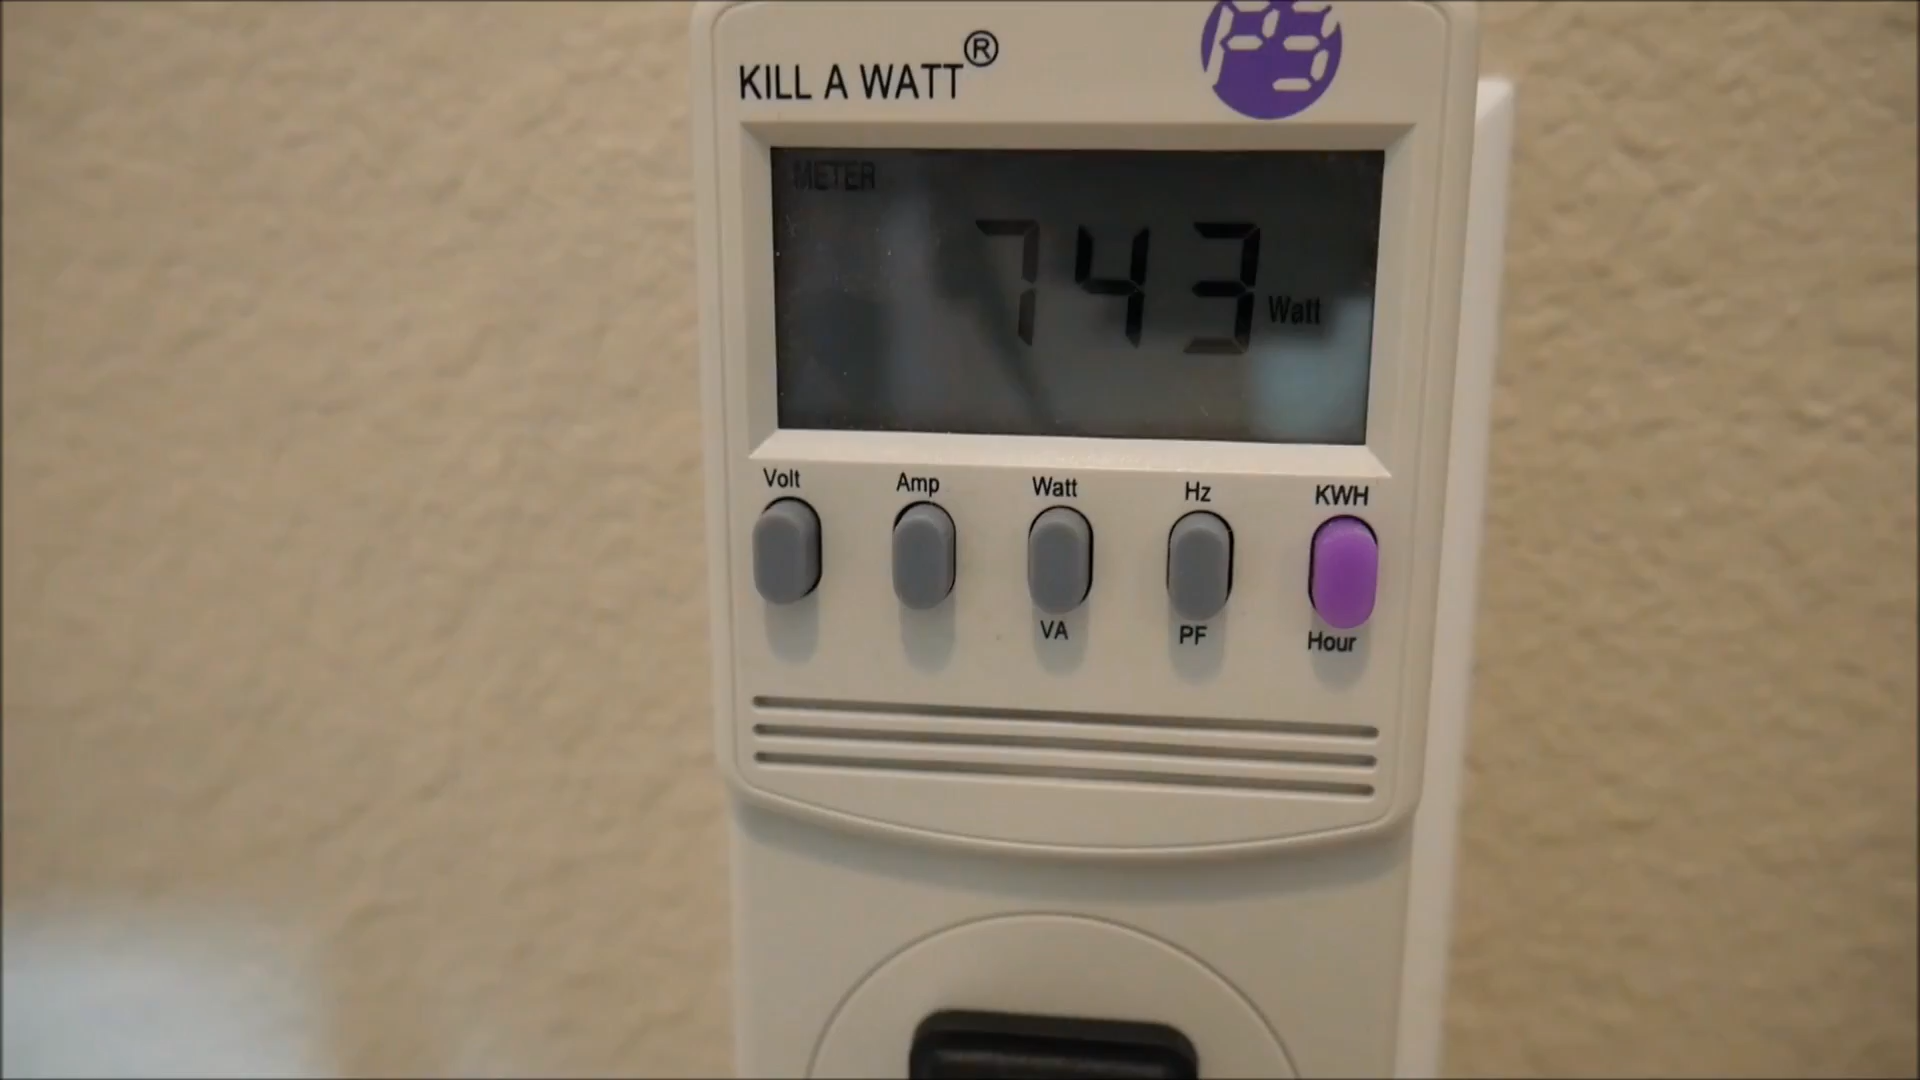 KILL A WATT®
METER
743 Watt
Volt Amp Watt Hz KWH
VA PF Hour